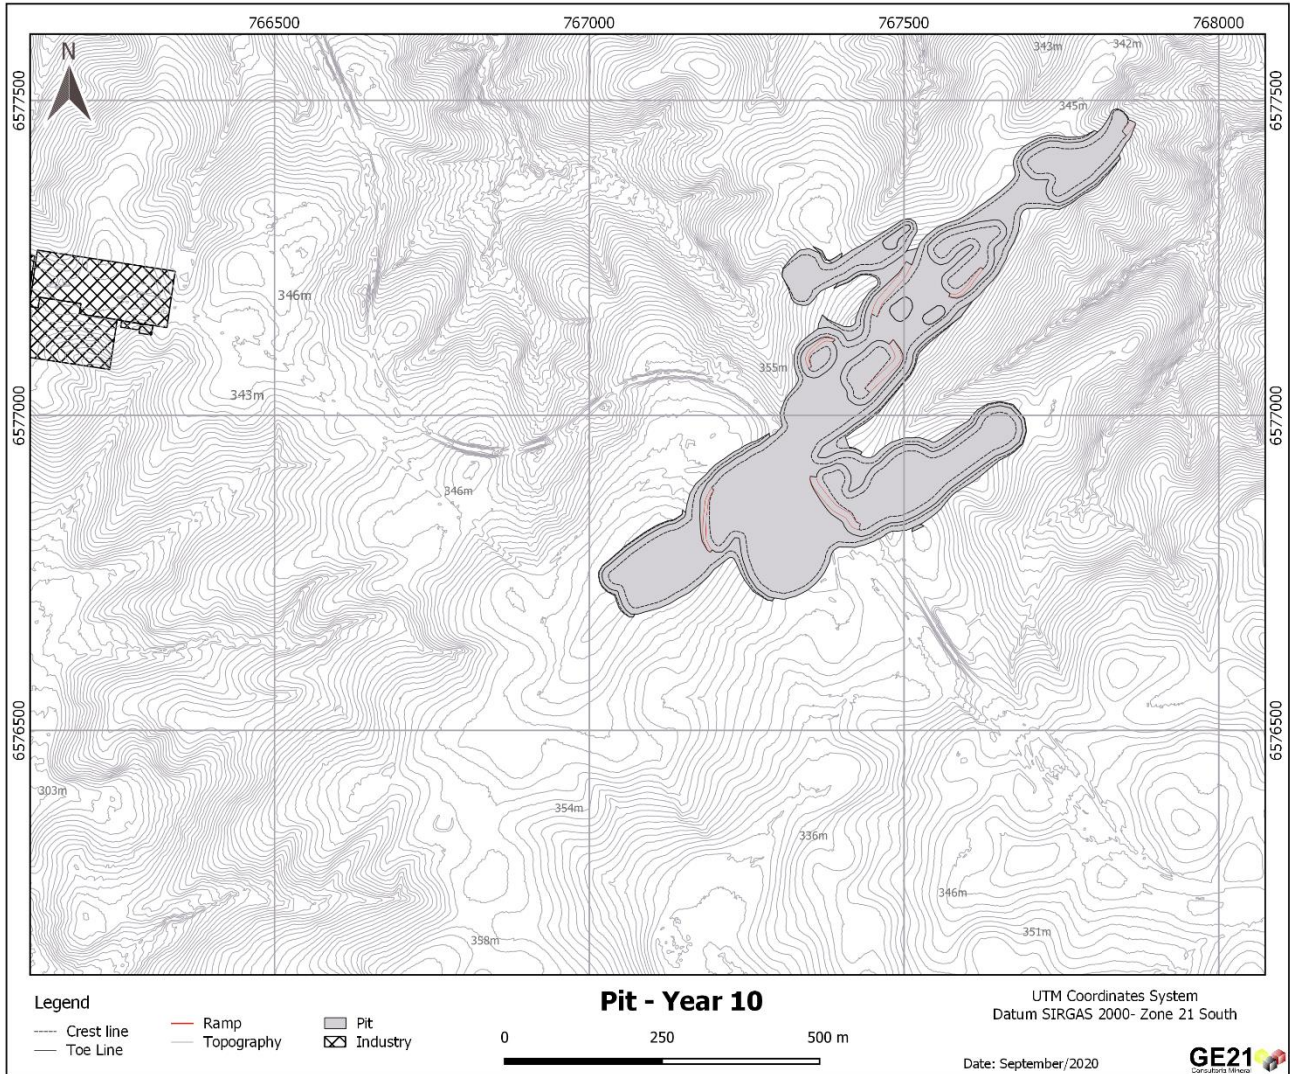 766500 767000 767500 768000
N
343m 342m
6577500 345m 6577500
346m
355m
343m
6577000 6577000
346m
6576500 6576500
303m
354m
336m
346m
358m 351m
Legend
Crest line
Toe Line
Ramp
Topography
Pit
Industry
Pit - Year 10
0 250 500 m
UTM Coordinates System
Datum SIRGAS 2000- Zone 21 South
Date: September/2020
GE21
Consultoria Mineral